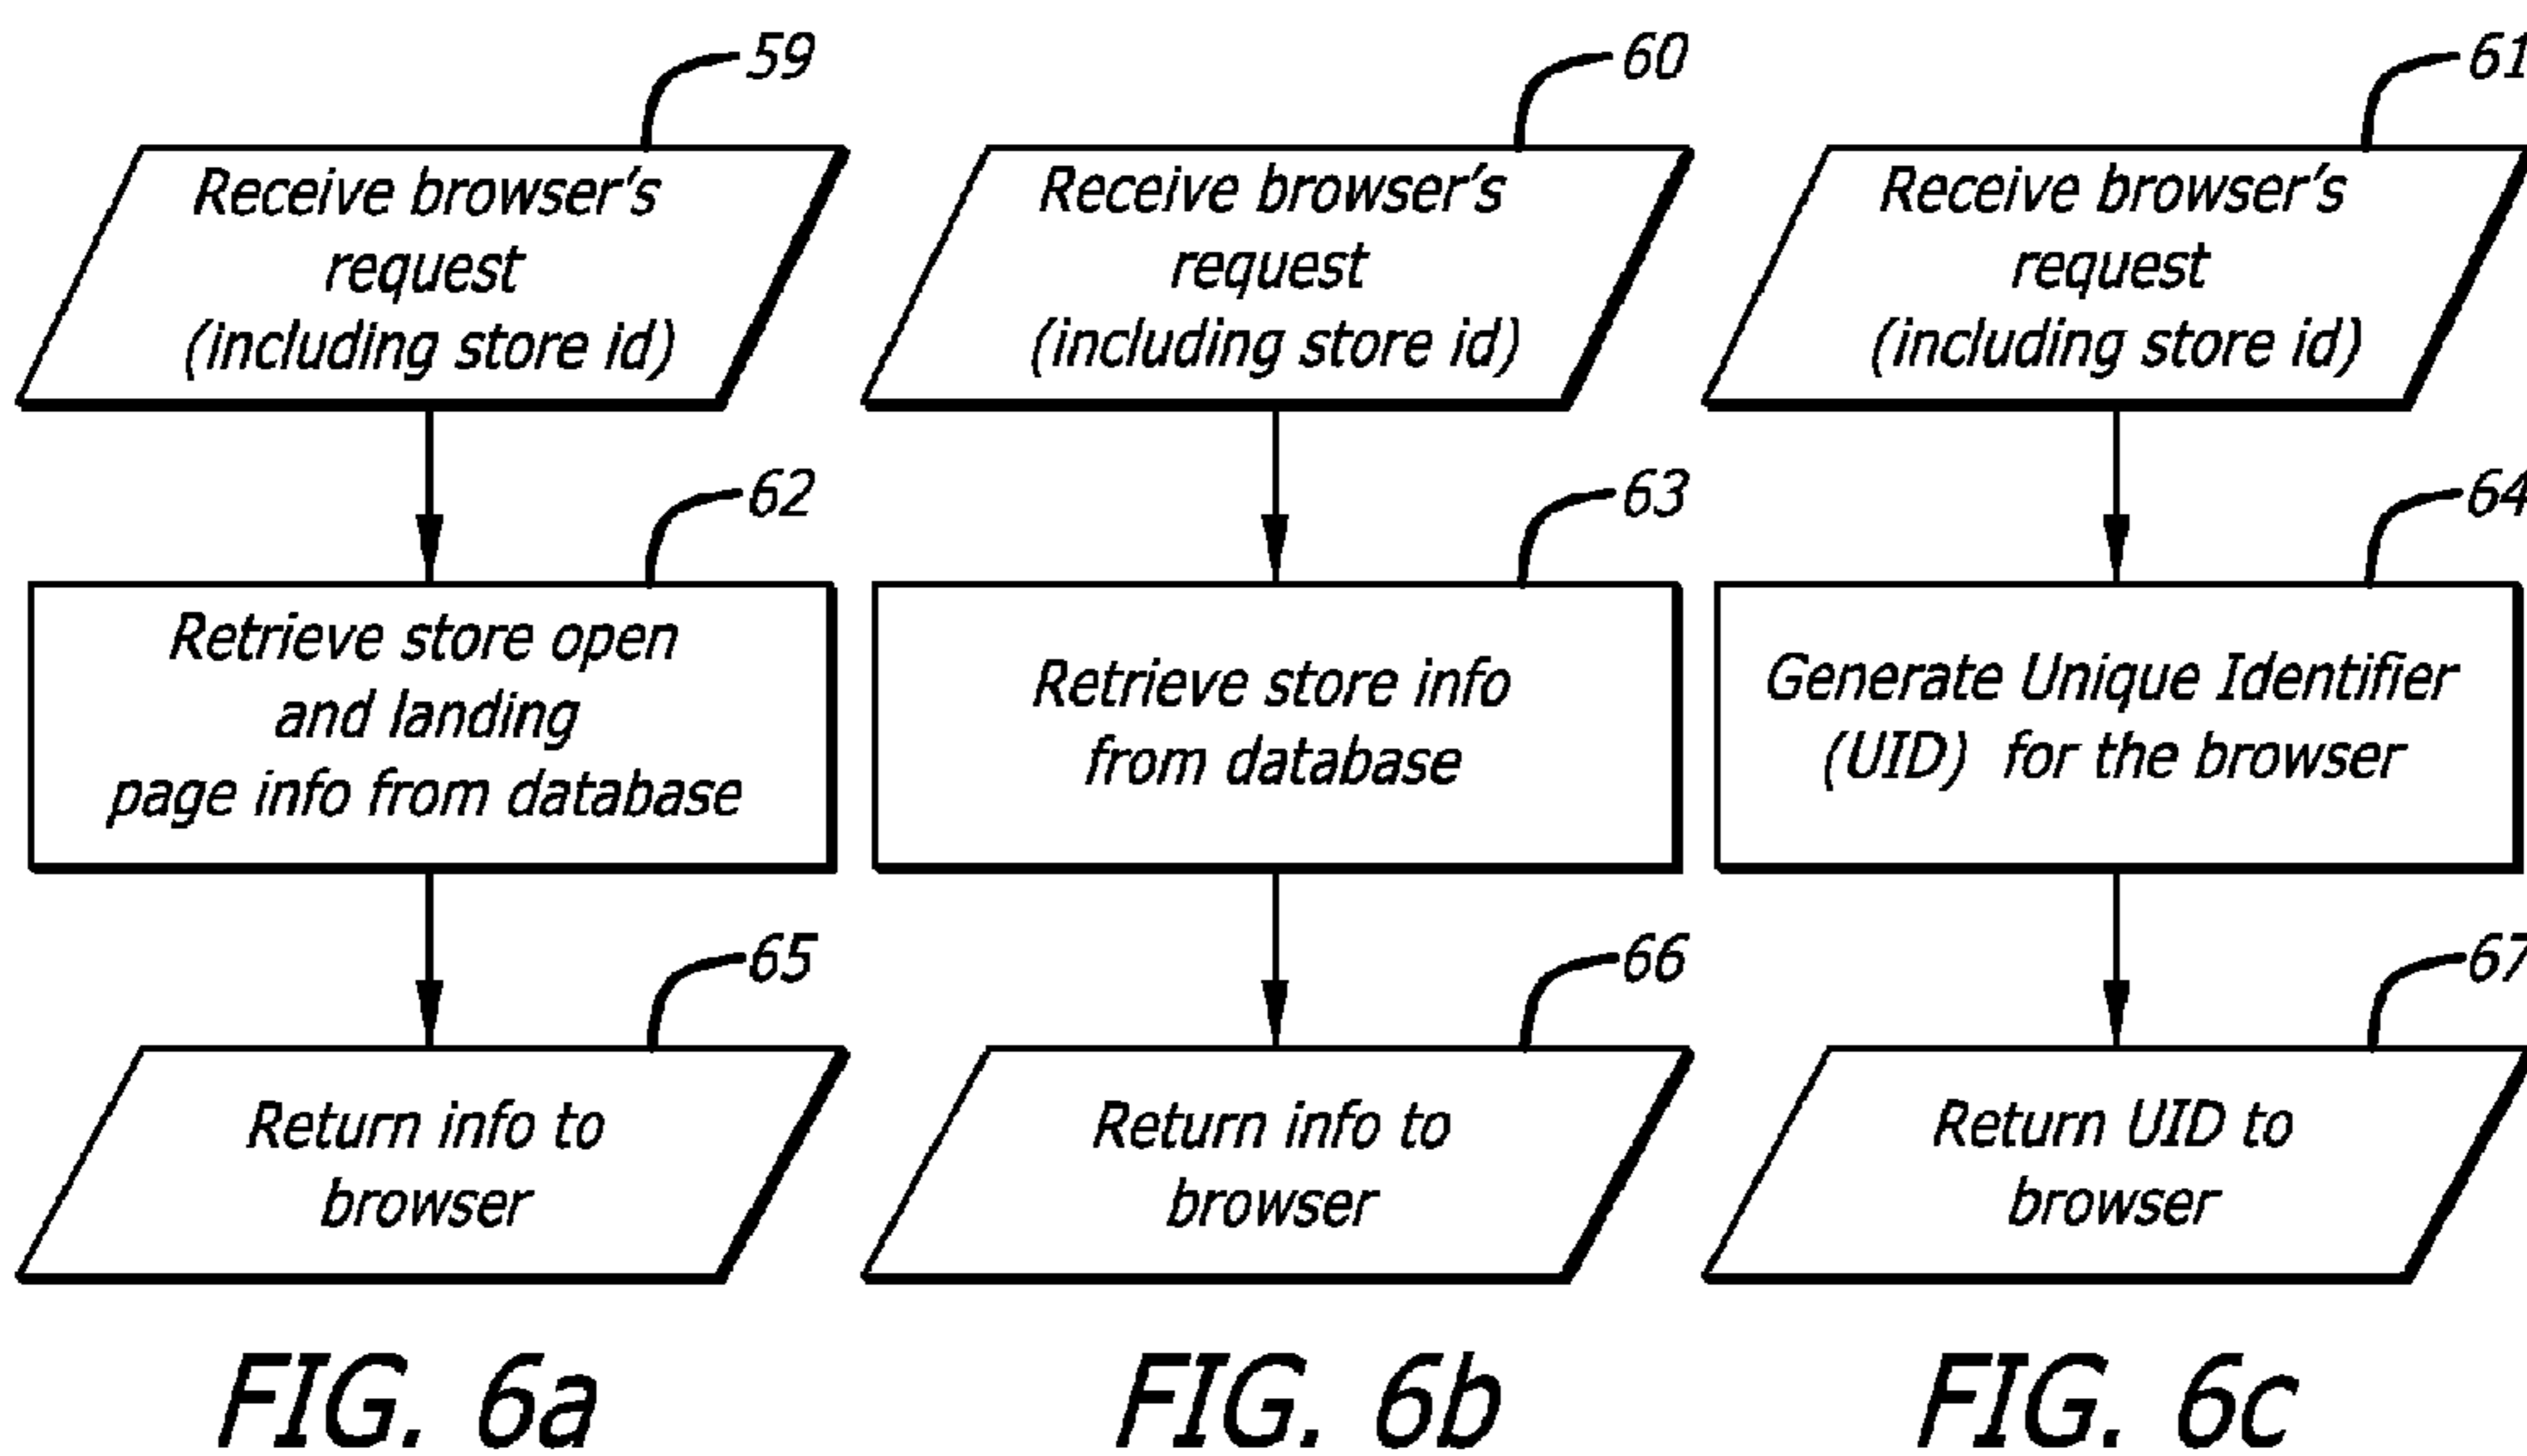 59
Receive browser's
request
(including store id)
62
Retrieve store open
and landing
page info from database
65
Return info to
browser
FIG. 6a
60
Receive browser's
request
(including store id)
63
Retrieve store info
from database
66
Return info to
browser
FIG. 6b
61
Receive browser's
request
(including store id)
64
Generate Unique Identifier
(UID) for the browser
67
Return UID to
browser
FIG. 6c